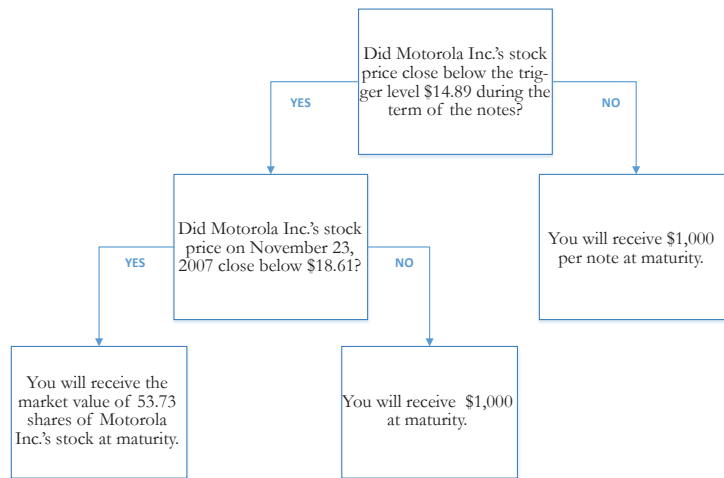 Did Motorola Inc.'s stock
price close below the trig-
ger level $14.89 during the
term of the notes?
YES
NO
Did Motorola Inc.'s stock
price on November 23,
2007 close below $18.61?
You will receive $1,000
per note at maturity.
YES
NO
You will receive the
market value of 53.73
shares of Motorola
Inc.'s stock at maturity.
You will receive $1,000
at maturity.